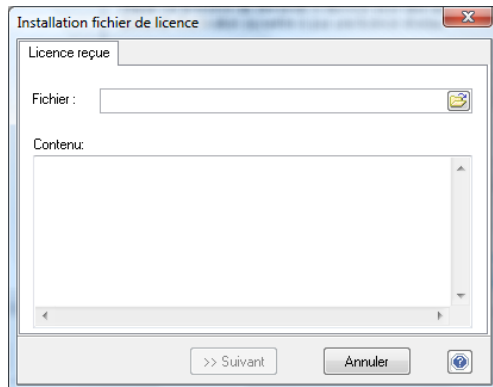 Installation fichier de licence
Licence reçue
Fichier :
Contenu:
>> Suivant
Annuler